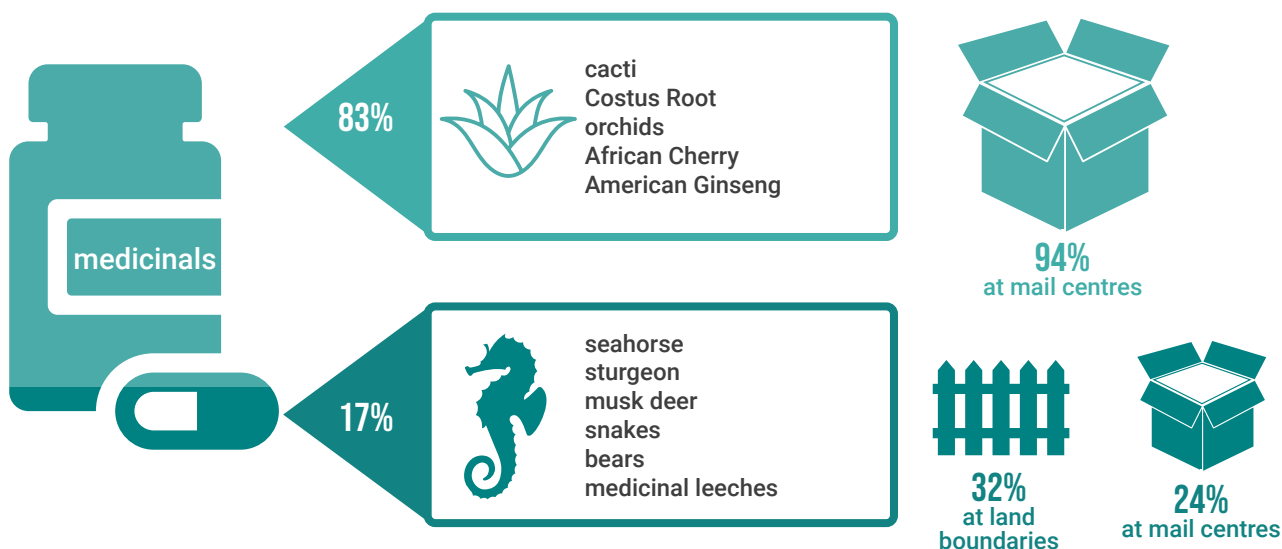 medicinals
83%
cacti
Costus Root
orchids
African Cherry
American Ginseng
94%
at mail centres
17%
seahorse
sturgeon
musk deer
snakes
bears
medicinal leeches
32%
at land
boundaries
24%
at mail centres